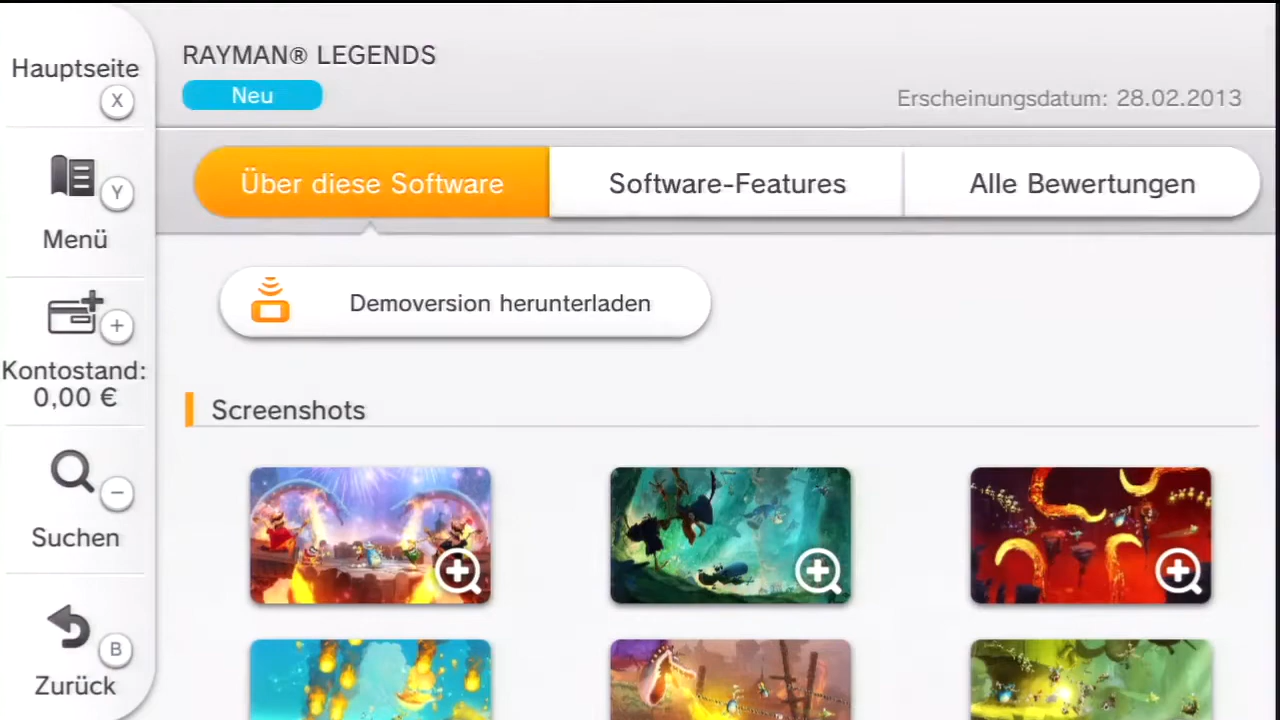 Hauptseite
X
Y
Menü
+
Kontostand:
0,00 €
−
Suchen
B
Zurück
RAYMAN® LEGENDS
Neu
Erscheinungsdatum: 28.02.2013
Über diese Software
Software-Features
Alle Bewertungen
Demoversion herunterladen
Screenshots